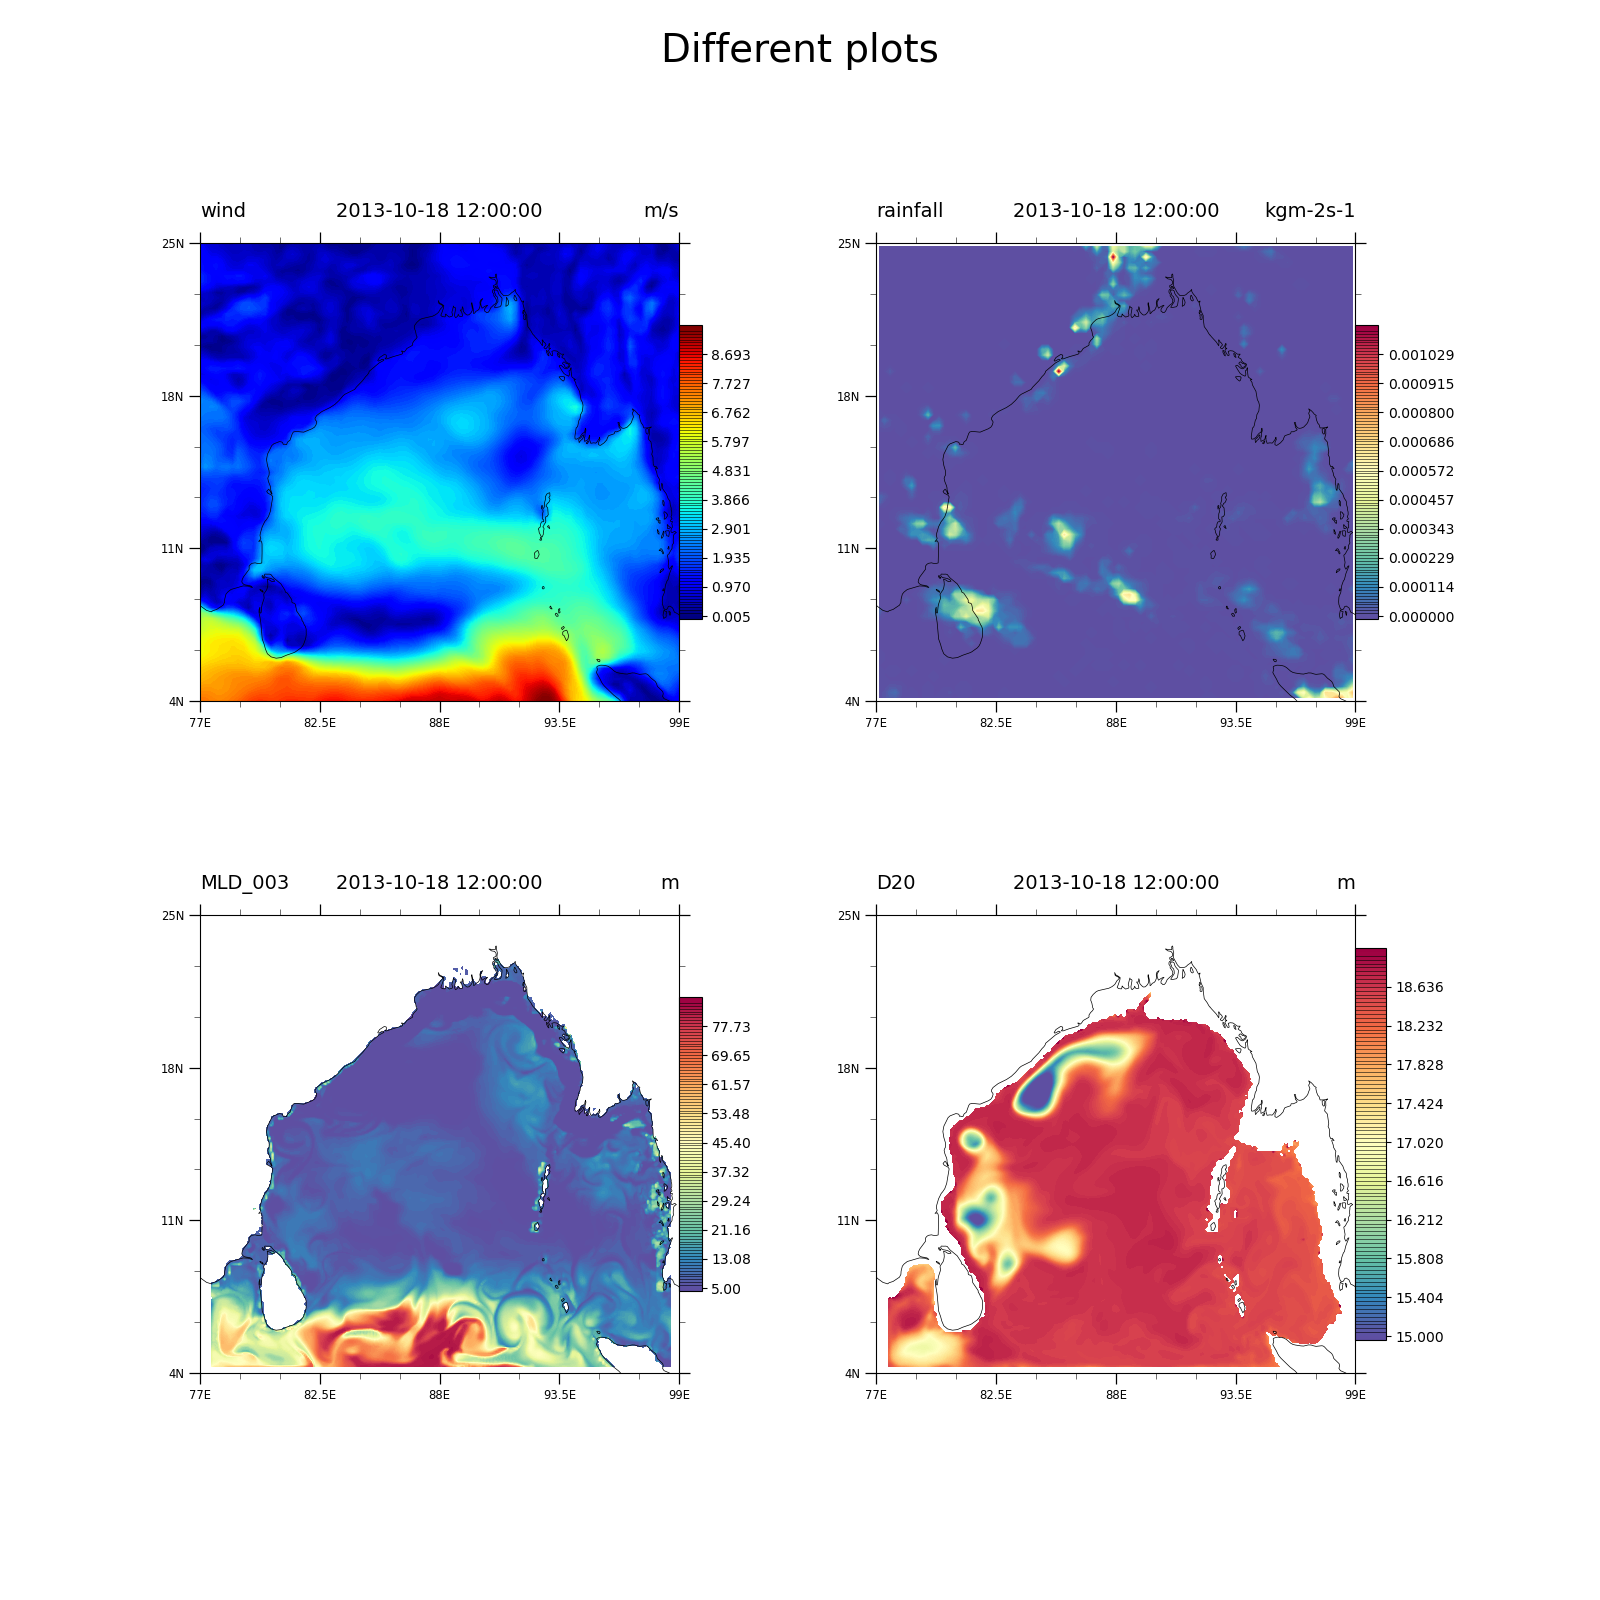 Different plots
wind 2013-10-18 12:00:00 m/s
25N
18N
11N
4N
77E 82.5E 88E 93.5E 99E
8.693
7.727
6.762
5.797
4.831
3.866
2.901
1.935
0.970
0.005
rainfall 2013-10-18 12:00:00 kgm-2s-1
25N
18N
11N
4N
77E 82.5E 88E 93.5E 99E
0.001029
0.000915
0.000800
0.000686
0.000572
0.000457
0.000343
0.000229
0.000114
0.000000
MLD_003 2013-10-18 12:00:00 m
25N
18N
11N
4N
77E 82.5E 88E 93.5E 99E
77.73
69.65
61.57
53.48
45.40
37.32
29.24
21.16
13.08
5.00
D20 2013-10-18 12:00:00 m
25N
18N
11N
4N
77E 82.5E 88E 93.5E 99E
18.636
18.232
17.828
17.424
17.020
16.616
16.212
15.808
15.404
15.000